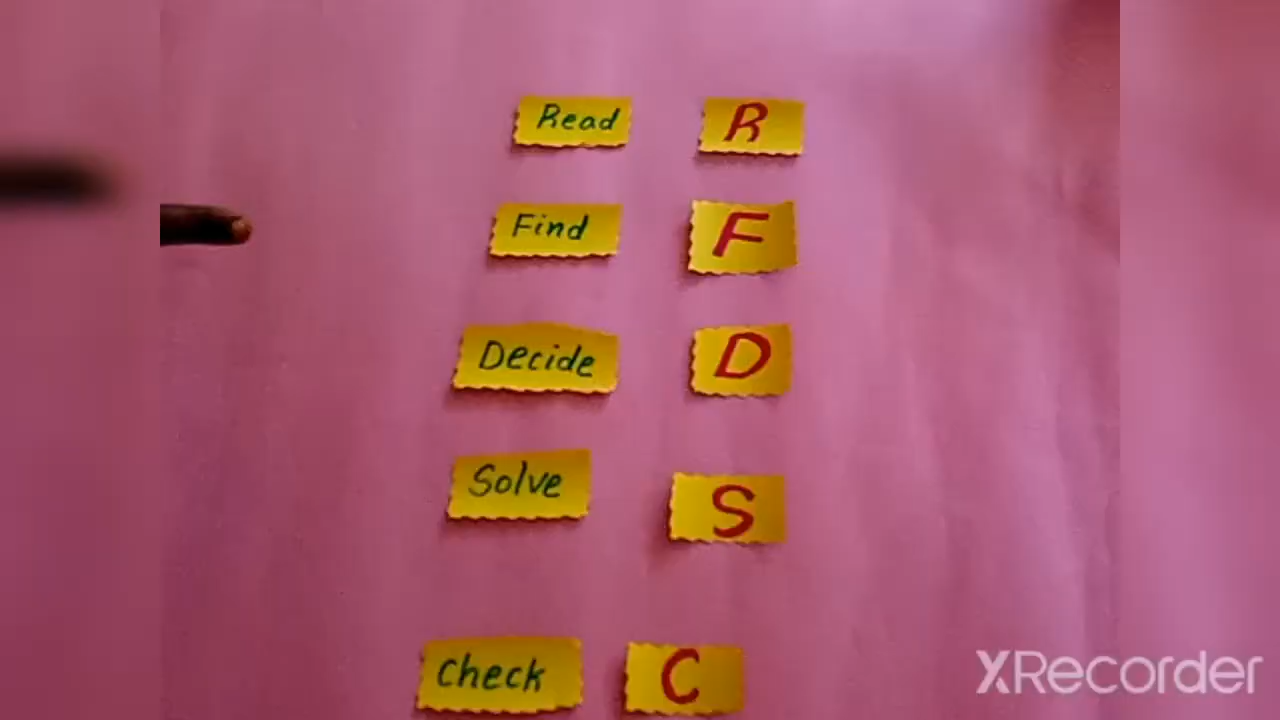 Read R
Find F
Decide D
Solve S
Check C
XRecorder